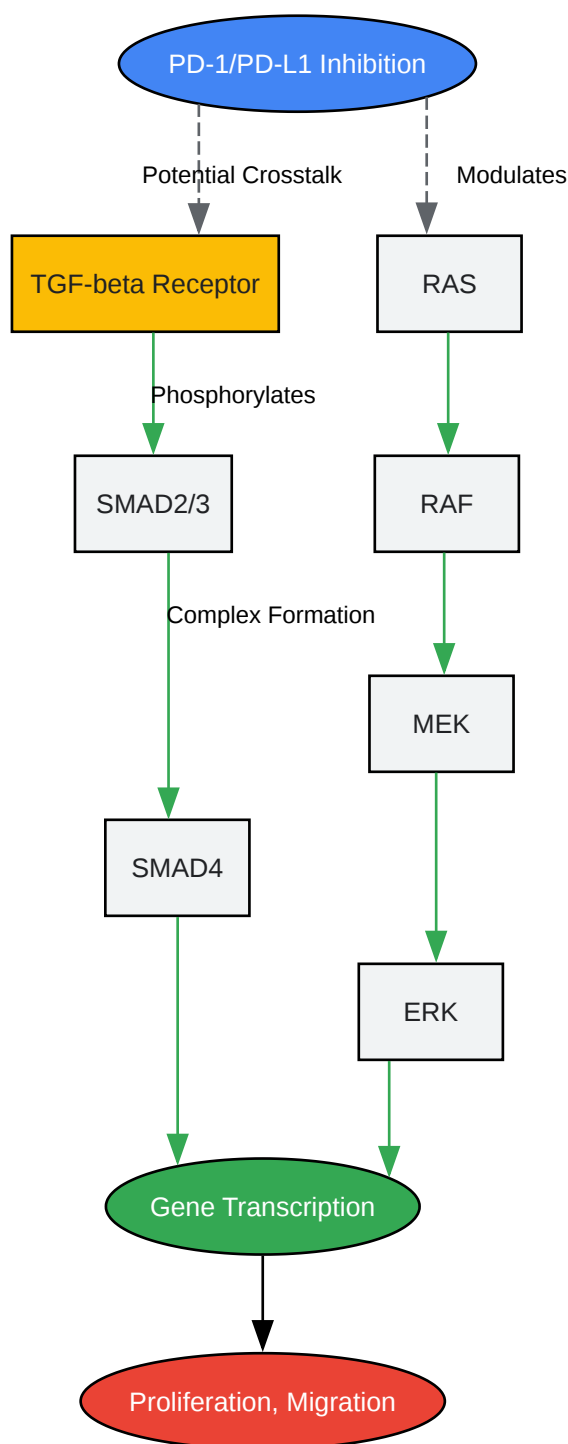 PD-1/PD-L1 Inhibition
Potential Crosstalk
Modulates
TGF-beta Receptor
RAS
Phosphorylates
SMAD2/3
RAF
Complex Formation
MEK
SMAD4
ERK
Gene Transcription
Proliferation, Migration